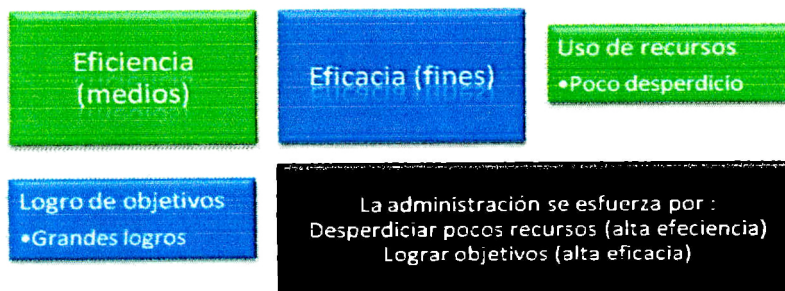 Eficiencia
(medios)
Eficacia (fines)
Uso de recursos
•Poco desperdicio
Logro de objetivos
•Grandes logros
La administración se esfuerza por :
Desperdiciar pocos recursos (alta efeciencia)
Lograr objetivos (alta eficacia)